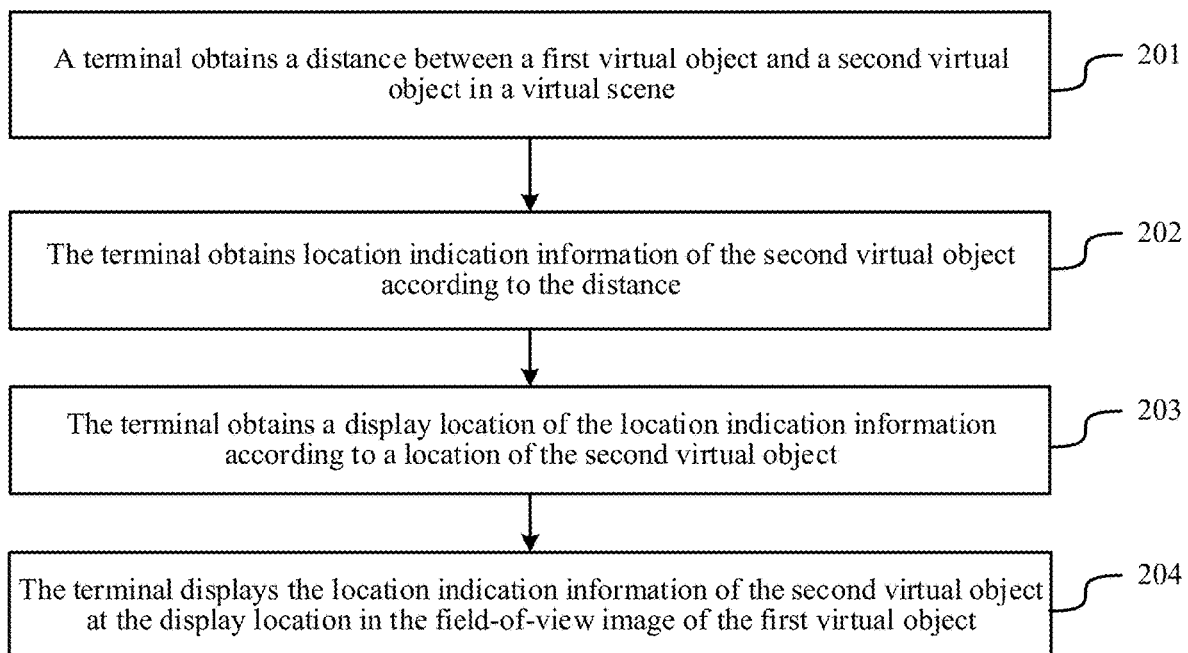 A terminal obtains a distance between a first virtual object and a second virtual
object in a virtual scene
201
The terminal obtains location indication information of the second virtual object
according to the distance
202
The terminal obtains a display location of the location indication information
according to a location of the second virtual object
203
The terminal displays the location indication information of the second virtual object
at the display location in the field-of-view image of the first virtual object
204